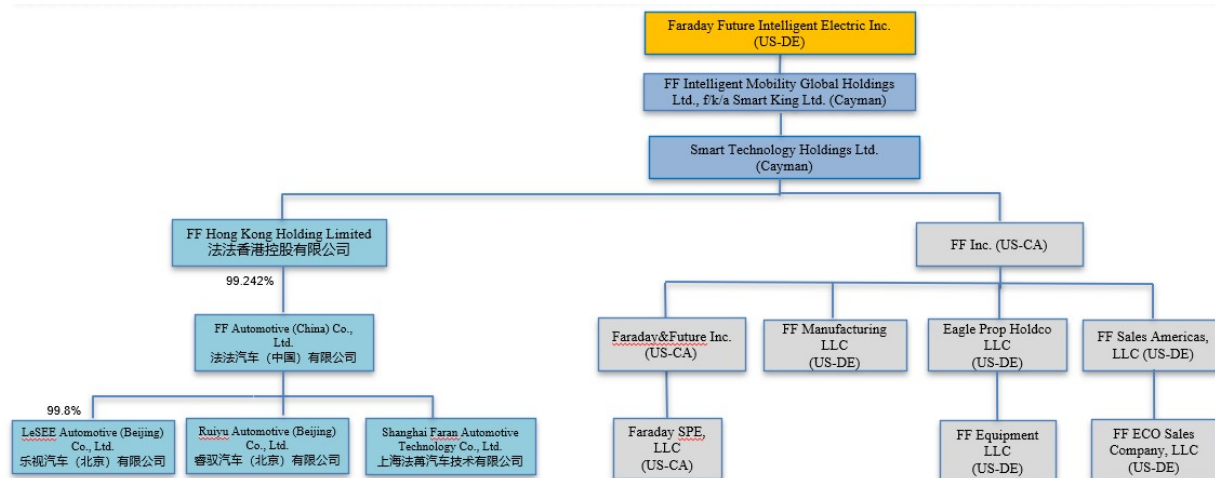 Faraday Future Intelligent Electric Inc.
(US-DE)
FF Intelligent Mobility Global Holdings
Ltd., f/k/a Smart King Ltd. (Cayman)
Smart Technology Holdings Ltd.
(Cayman)
FF Hong Kong Holding Limited
法法香港控股有限公司
FF Inc. (US-CA)
99.242%
FF Automotive (China) Co.,
Ltd.
法法汽车（中国）有限公司
Faraday&Future Inc.
(US-CA)
FF Manufacturing
LLC
(US-DE)
Eagle Prop Holdco
LLC
(US-DE)
FF Sales Americas,
LLC (US-DE)
99.8%
LeSEE Automotive (Beijing)
Co., Ltd.
乐视汽车（北京）有限公司
Ruiyu Automotive (Beijing)
Co., Ltd.
睿驭汽车（北京）有限公司
Shanghai Faran Automotive
Technology Co., Ltd.
上海法苒汽车技术有限公司
Faraday SPE,
LLC
(US-CA)
FF Equipment
LLC
(US-DE)
FF ECO Sales
Company, LLC
(US-DE)